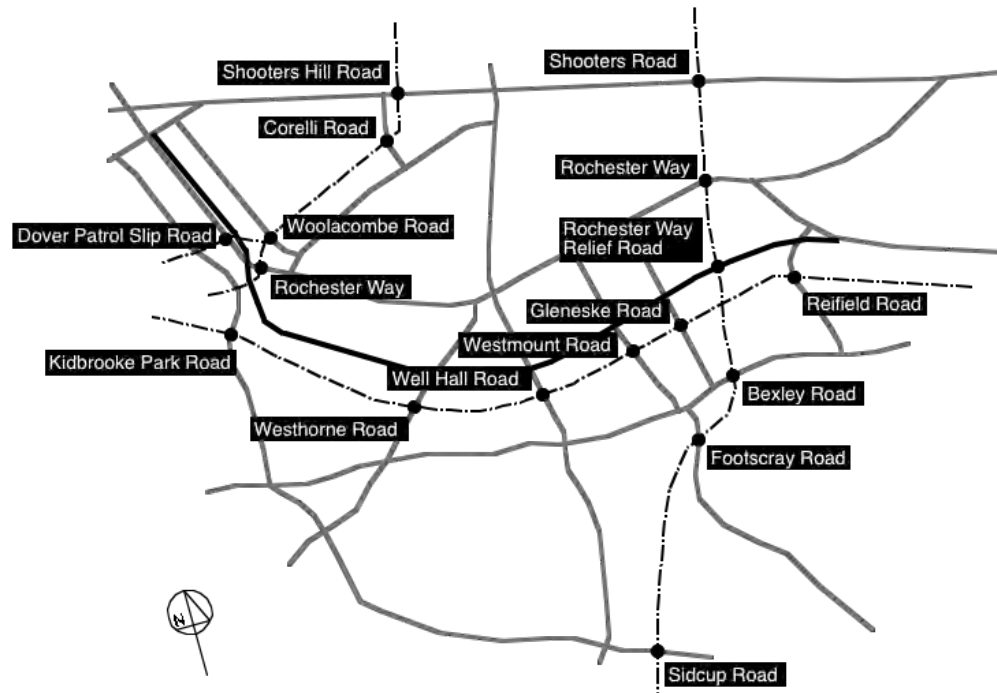 Shooters Hill Road
Shooters Road
Corelli Road
Rochester Way
Woolacombe Road
Dover Patrol Slip Road
Rochester Way
Relief Road
Rochester Way
Gleneske Road
Reifield Road
Westmount Road
Kidbrooke Park Road
Well Hall Road
Bexley Road
Westhorne Road
Footscray Road
N
Sidcup Road